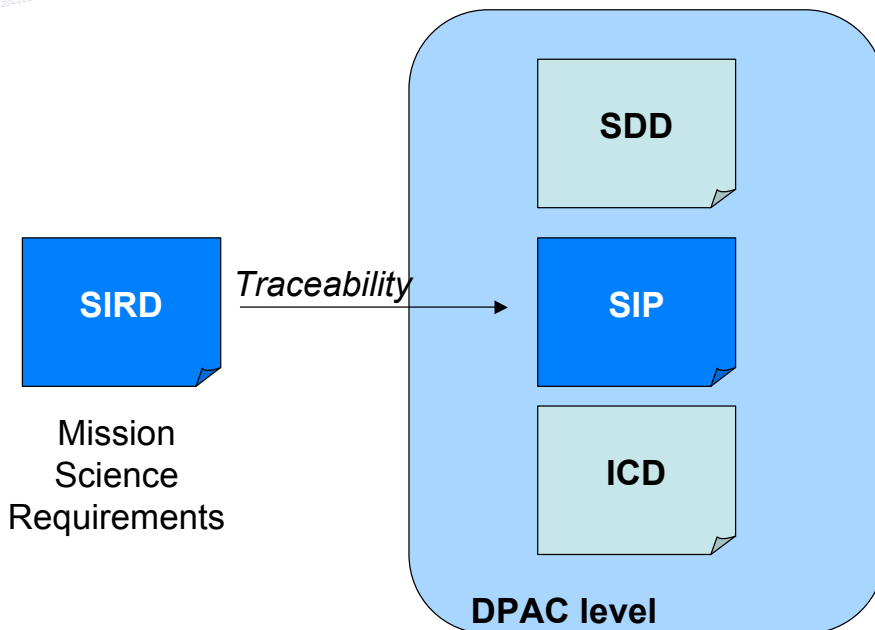 SDD
SIRD
Traceability
SIP
Mission
Science
Requirements
ICD
DPAC level